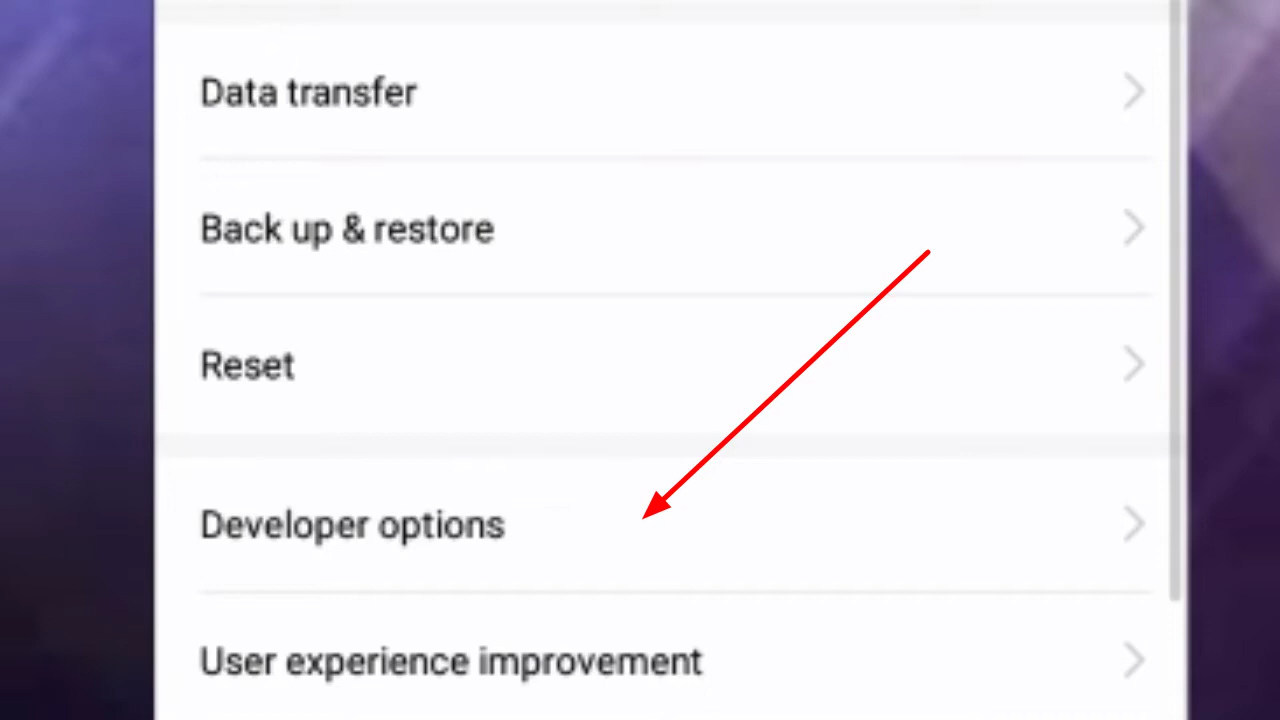 Data transfer
Back up & restore
Reset
Developer options
User experience improvement